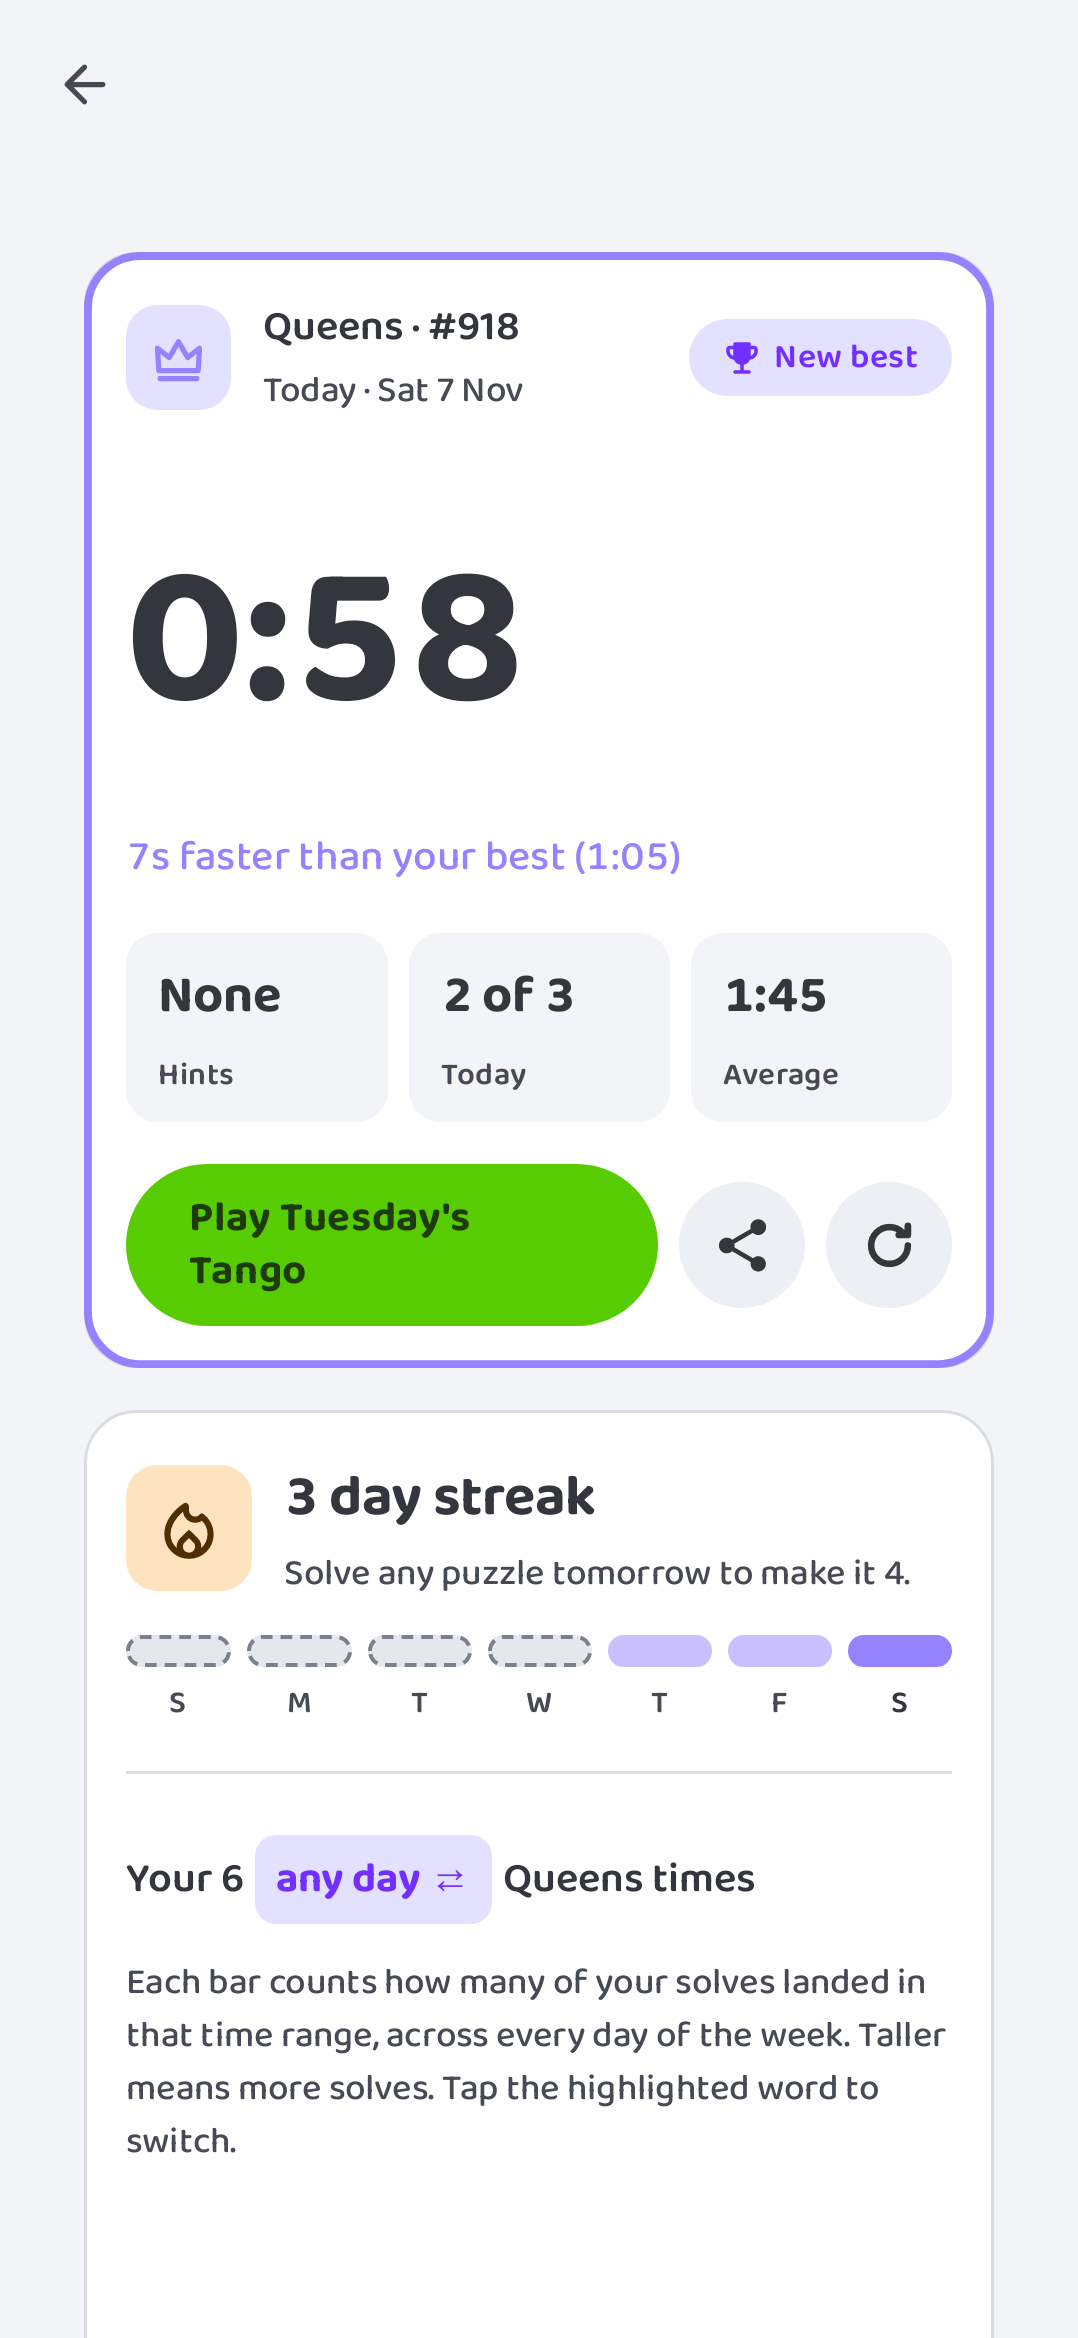 Queens · #918
Today · Sat 7 Nov
New best
0:58
7s faster than your best (1:05)
None
Hints
2 of 3
Today
1:45
Average
Play Tuesday's
Tango
3 day streak
Solve any puzzle tomorrow to make it 4.
S M T W T F S
Your 6 any day ⇄ Queens times
Each bar counts how many of your solves landed in
that time range, across every day of the week. Taller
means more solves. Tap the highlighted word to
switch.